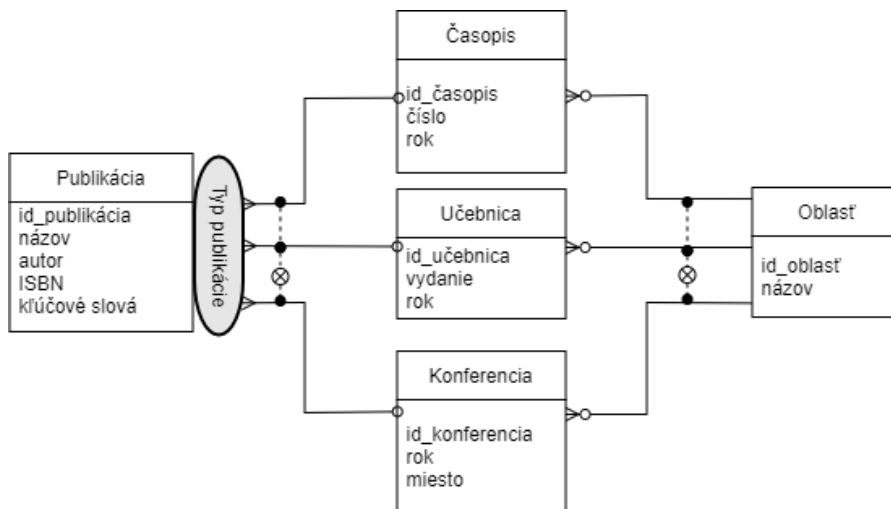 Časopis
id_časopis
číslo
rok
Publikácia
id_publikácia
názov
autor
ISBN
kľúčové slová
Typ publikácie
Učebnica
id_učebnica
vydanie
rok
Oblasť
id_oblasť
názov
Konferencia
id_konferencia
rok
miesto